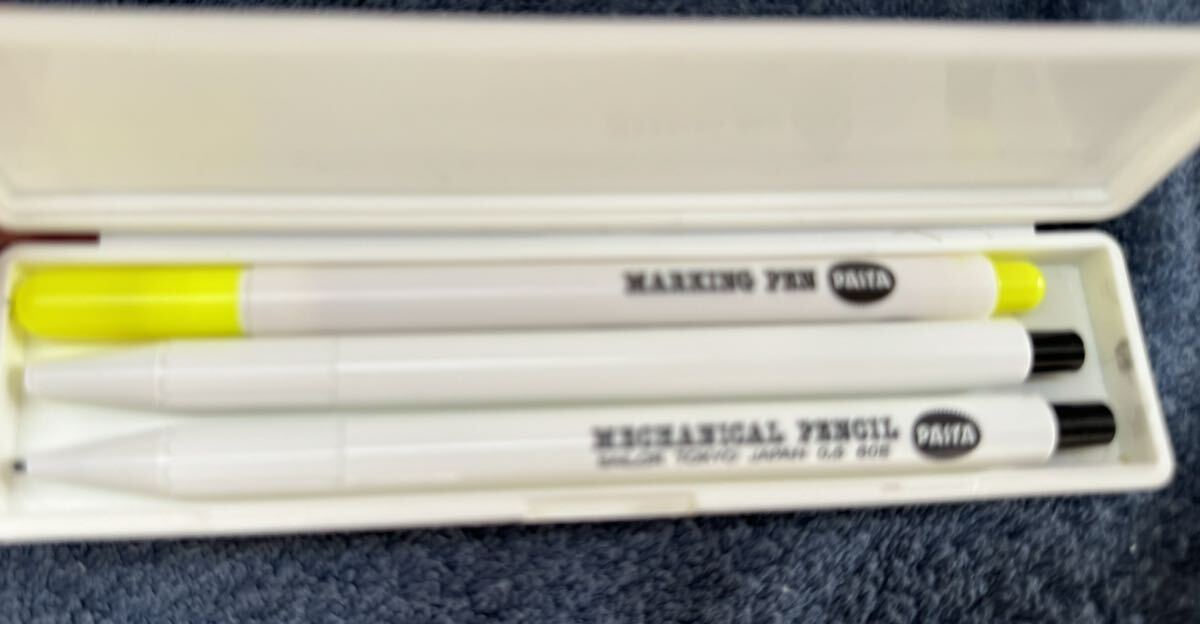 MARKING PEN PAITA
MECHANICAL PENCIL PAITA
SAILOR TOKYO JAPAN 0.5